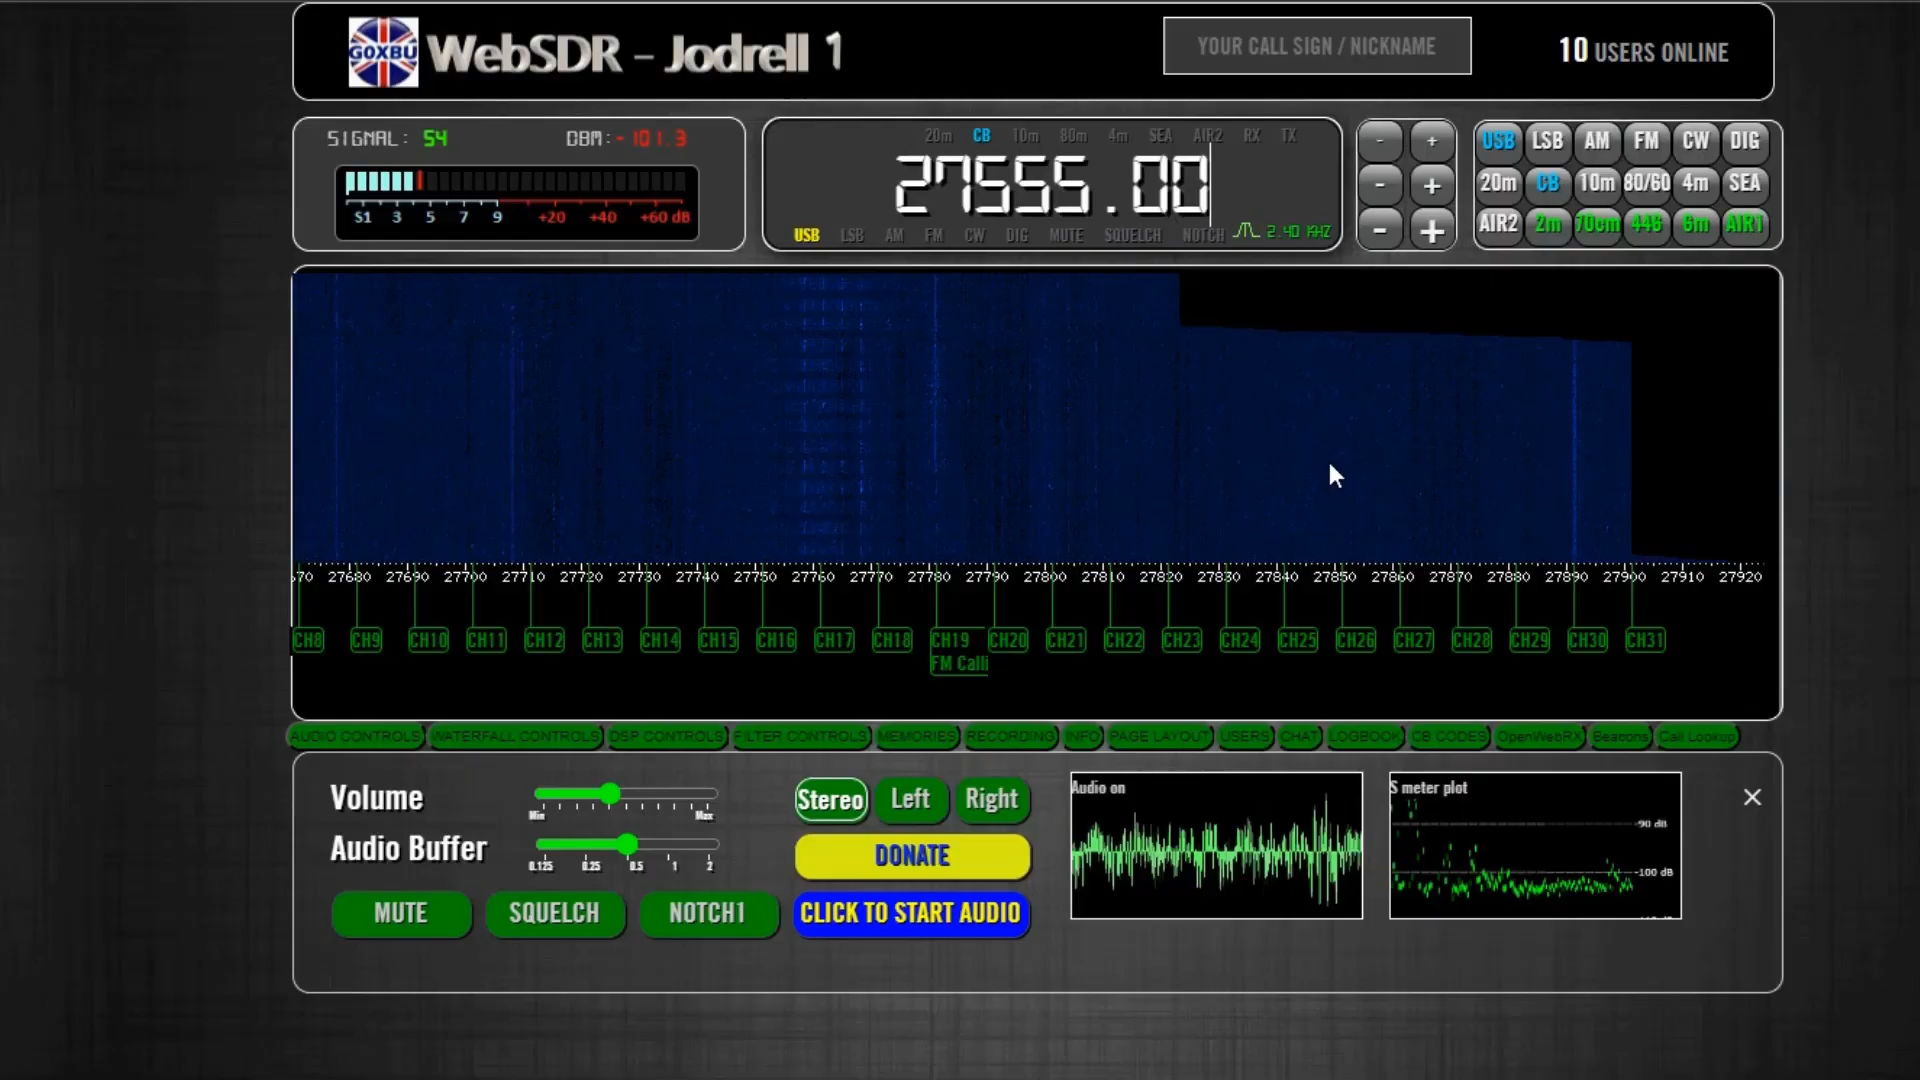 GOXBU WebSDR - Jodrell 1
YOUR CALL SIGN / NICKNAME
10 USERS ONLINE
SIGNAL: S4 DBM: -101.3
S1 3 5 7 9 +20 +40 +60 dB
20m CB 10m 80m 4m SEA AIR2 RX TX
27555.00
USB LSB AM FM CW DIG MUTE SQUELCH NOTCH 2.40 KHZ
- +
- +
- +
USB LSB AM FM CW DIG
20m CB 10m 80/60 4m SEA
AIR2 2m 70cm 446 6m AIR1
70 27680 27690 27700 27710 27720 27730 27740 27750 27760 27770 27780 27790 27800 27810 27820 27830 27840 27850 27860 27870 27880 27890 27900 27910 27920
CH8 CH9 CH10 CH11 CH12 CH13 CH14 CH15 CH16 CH17 CH18 CH19 CH20 CH21 CH22 CH23 CH24 CH25 CH26 CH27 CH28 CH29 CH30 CH31
FM Calli
AUDIO CONTROLS WATERFALL CONTROLS DSP CONTROLS FILTER CONTROLS MEMORIES RECORDING INFO PAGE LAYOUT USERS CHAT LOGBOOK CB CODES OpenWebRX Beacons Call Lookup
Volume
Min Max
Audio Buffer
0.125 0.25 0.5 1 2
MUTE SQUELCH NOTCH1
Stereo Left Right
DONATE
CLICK TO START AUDIO
Audio on
S meter plot
-90 dB
-100 dB